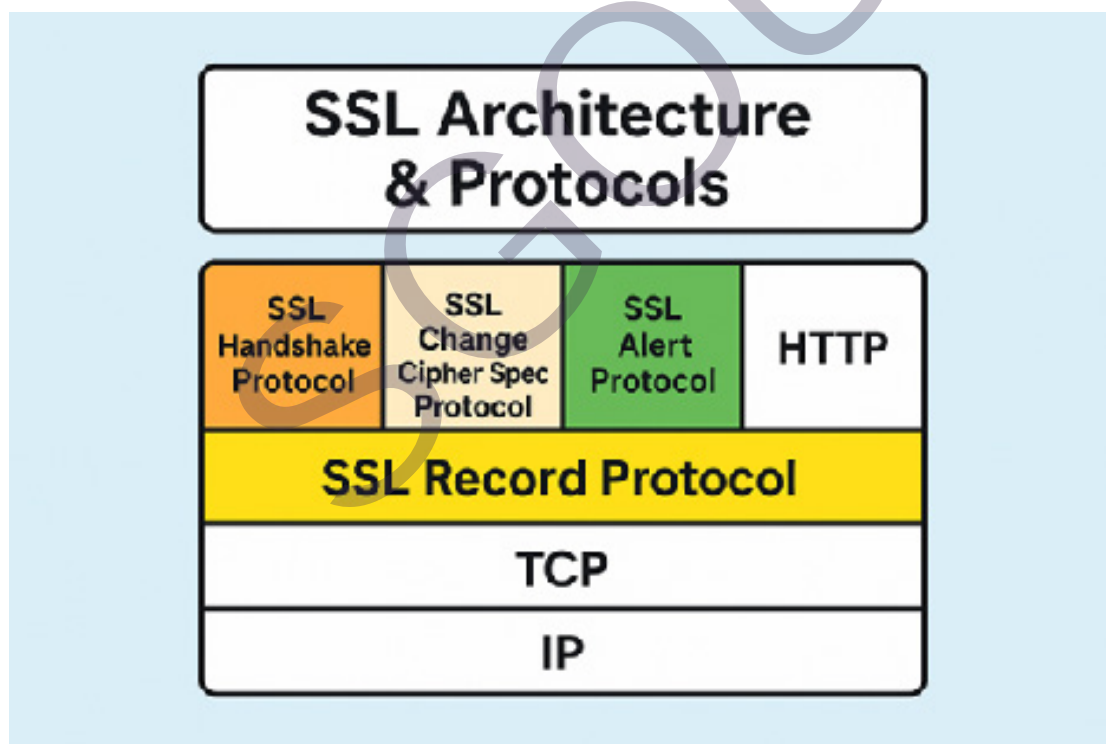 SSL Architecture
& Protocols
SSL
Handshake
Protocol
SSL
Change
Cipher Spec
Protocol
SSL
Alert
Protocol
HTTP
SSL Record Protocol
TCP
IP